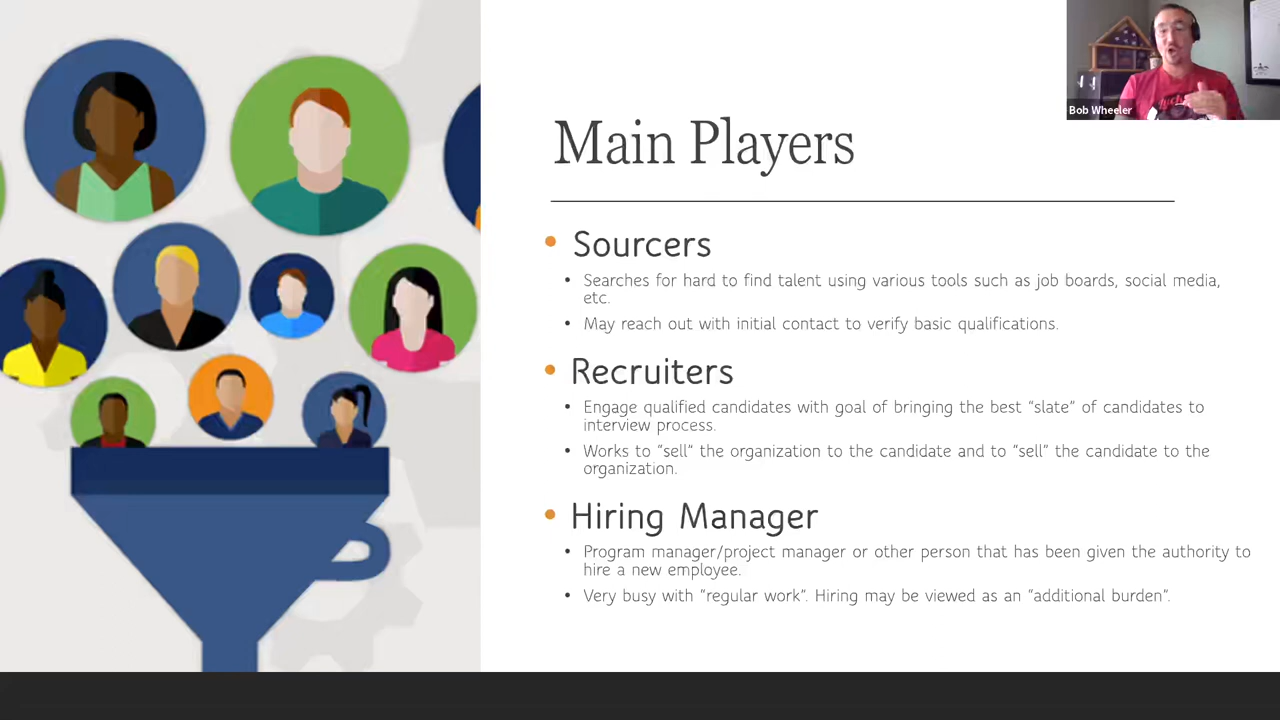 Bob Wheeler
Main Players
• Sourcers
• Searches for hard to find talent using various tools such as job boards, social media,
etc.
• May reach out with initial contact to verify basic qualifications.
• Recruiters
• Engage qualified candidates with goal of bringing the best “slate” of candidates to
interview process.
• Works to “sell” the organization to the candidate and to “sell” the candidate to the
organization.
• Hiring Manager
• Program manager/project manager or other person that has been given the authority to
hire a new employee.
• Very busy with “regular work”. Hiring may be viewed as an “additional burden”.